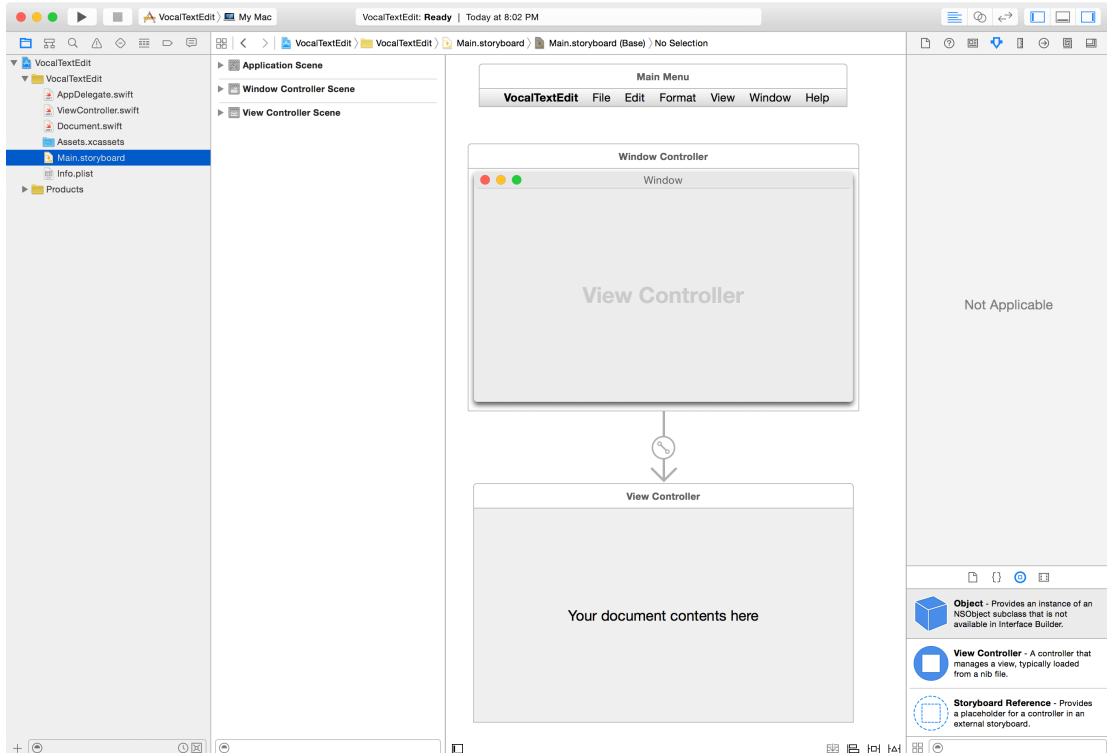 VocalTextEdit 〉 My Mac
VocalTextEdit: Ready | Today at 8:02 PM
VocalTextEdit 〉 VocalTextEdit 〉 Main.storyboard 〉 Main.storyboard (Base) 〉 No Selection
VocalTextEdit
VocalTextEdit
AppDelegate.swift
ViewController.swift
Document.swift
Assets.xcassets
Main.storyboard
Info.plist
Products
Application Scene
Window Controller Scene
View Controller Scene
Main Menu
VocalTextEdit File Edit Format View Window Help
Window Controller
Window
View Controller
View Controller
Your document contents here
Not Applicable
Object - Provides an instance of an
NSObject subclass that is not
available in Interface Builder.
View Controller - A controller that
manages a view, typically loaded
from a nib file.
Storyboard Reference - Provides
a placeholder for a controller in an
external storyboard.